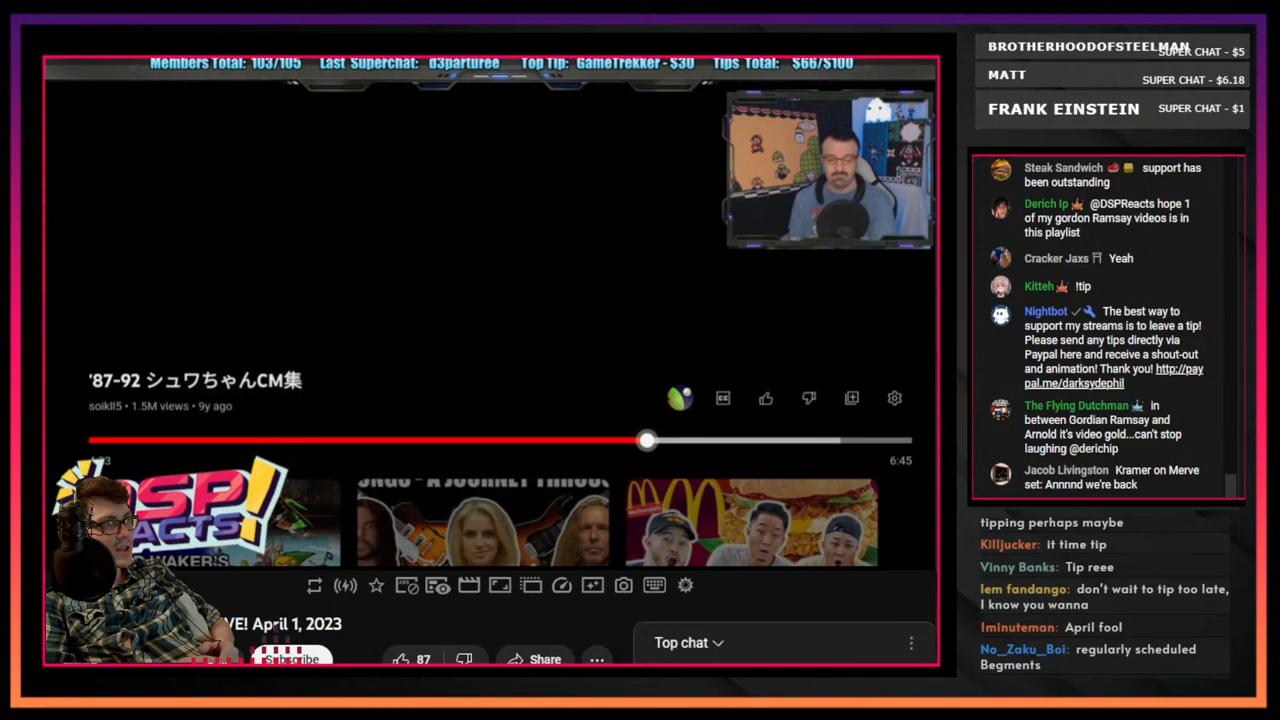 Members Total: 103/105 Last Superchat: d3parturee Top Tip: GameTrekker - $30 Tips Total: $66/$100
'87-92 シュワちゃんCM集
soikll5 • 1.5M views • 9y ago
CC
6:45
DSP
REACTS!
McDonald's
WE! April 1, 2023
Subscribe
87
Share
Top chat
BROTHERHOODOFSTEELMAN SUPER CHAT - $5
MATT SUPER CHAT - $6.18
FRANK EINSTEIN SUPER CHAT - $1
Steak Sandwich support has
been outstanding
Derich Ip @DSPReacts hope 1
of my gordon Ramsay videos is in
this playlist
Cracker Jaxs Yeah
Kitteh !tip
Nightbot The best way to
support my streams is to leave a tip!
Please send any tips directly via
Paypal here and receive a shout-out
and animation! Thank you! http://pay
pal.me/darksydephil
The Flying Dutchman in
between Gordian Ramsay and
Arnold it's video gold...can't stop
laughing @derichip
Jacob Livingston Kramer on Merve
set: Annnnd we're back
tipping perhaps maybe
Killjucker: it time tip
Vinny Banks: Tip reee
lem fandango: don't wait to tip too late,
I know you wanna
1minuteman: April fool
No_Zaku_Boi: regularly scheduled
Begments